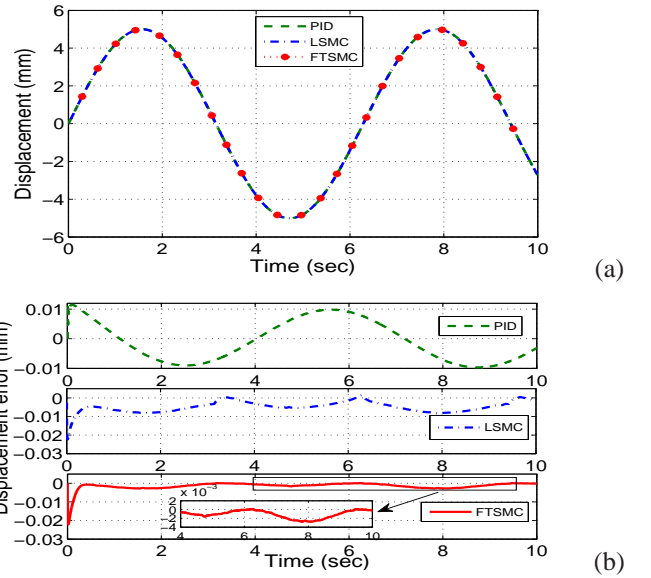 6
4
2
0
−2
−4
−6
Displacement (mm)
PID
LSMC
FTSMC
0 2 4 6 8 10
Time (sec)
(a)
Displacement error (mm)
0.01
0
−0.01
PID
0 2 4 6 8 10
0
−0.01
−0.02
−0.03
LSMC
0 2 4 6 8 10
0
−0.01
−0.02
−0.03
x 10⁻³
2
0
−2
−4
4 6 8 10
FTSMC
0 2 4 6 8 10
Time (sec)
(b)